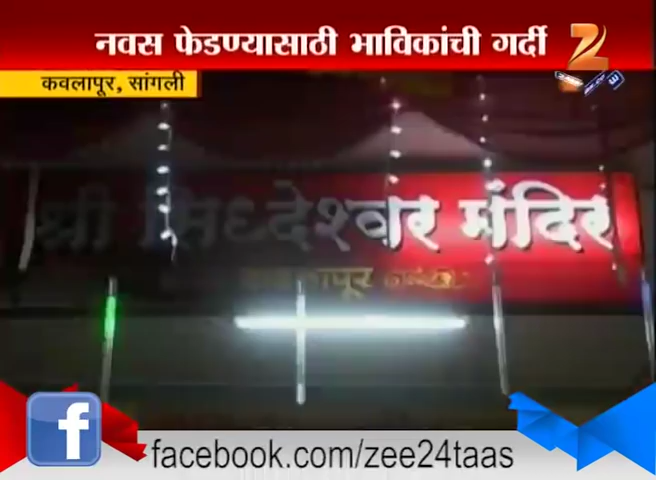 नवस फेडण्यासाठी भाविकांची गर्दी
कवलापूर, सांगली
श्री सिध्देश्वर मंदिर
facebook.com/zee24taas